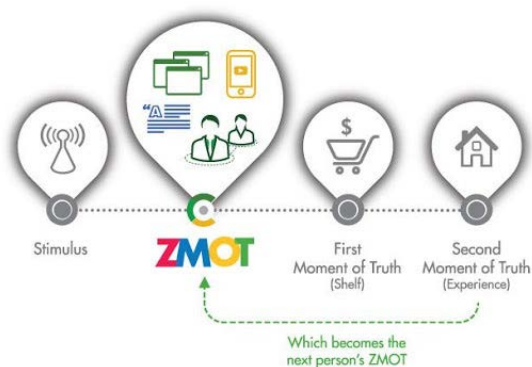 "A
$
Stimulus
ZMOT
First
Moment of Truth
(Shelf)
Second
Moment of Truth
(Experience)
Which becomes the
next person's ZMOT